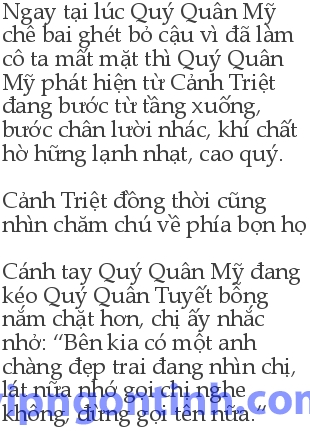 Ngay tại lúc Quý Quân Mỹ
chê bai ghét bỏ cậu vì đã làm
cô ta mất mặt thì Quý Quân
Mỹ phát hiện từ Cảnh Triệt
đang bước từ tầng xuống,
bước chân lười nhác, khí chất
hờ hững lạnh nhạt, cao quý.
Cảnh Triệt đồng thời cũng
nhìn chăm chú về phía bọn họ
Cánh tay Quý Quân Mỹ đang
kéo Quý Quân Tuyết bỗng
nắm chặt hơn, chị ấy nhắc
nhở: “Bên kia có một anh
chàng đẹp trai đang nhìn chị,
lát nữa nhớ gọi chị nghe
không, đừng gọi tên nữa.“
ipngontinh.com